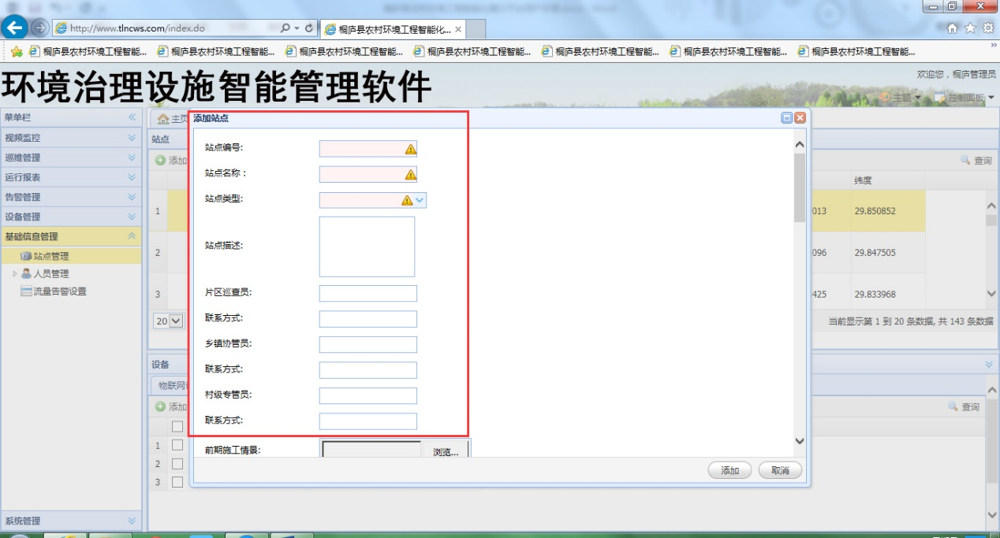 http://www.tlncws.com/index.do
桐庐县农村环境工程智能化...
桐庐县农村环境工程智能...
桐庐县农村环境工程智能...
桐庐县农村环境工程智能...
桐庐县农村环境工程智能...
桐庐县农村环境工程智能...
桐庐县农村环境工程智能...
桐庐县农村环境工程智能...
环境治理设施智能管理软件
欢迎您，桐庐管理员
主题
控制面板
菜单栏
视频监控
巡维管理
运行报表
告警管理
设备管理
基础信息管理
站点管理
人员管理
流量告警设置
系统管理
主页
站点
添加
查询
纬度
1
013
29.850852
2
096
29.847505
3
425
29.833968
20
当前显示第 1 到 20 条数据, 共 143 条数据
设备
物联网
添加
查询
1
2
3
添加站点
站点编号:
站点名称：
站点类型:
站点描述:
片区巡查员:
联系方式:
乡镇协管员:
联系方式:
村级专管员:
联系方式:
前期施工情景:
浏览...
添加
取消